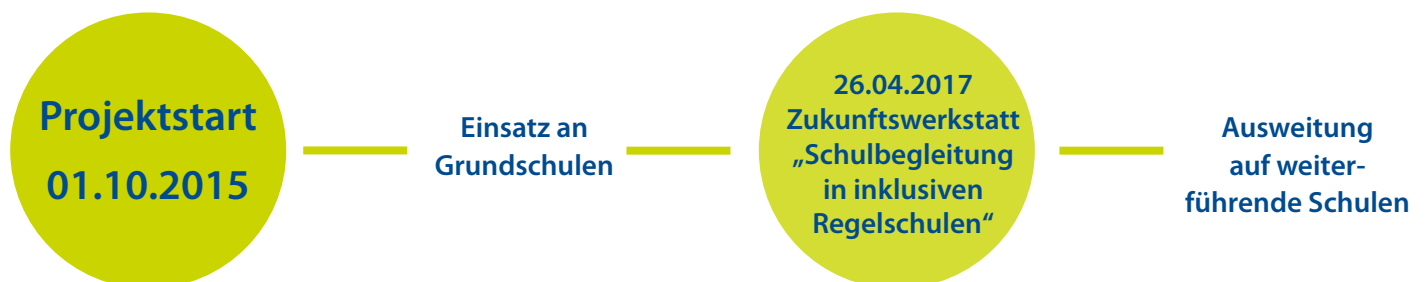 Projektstart
01.10.2015
Einsatz an
Grundschulen
26.04.2017
Zukunftswerkstatt
„Schulbegleitung
in inklusiven
Regelschulen“
Ausweitung
auf weiter-
führende Schulen